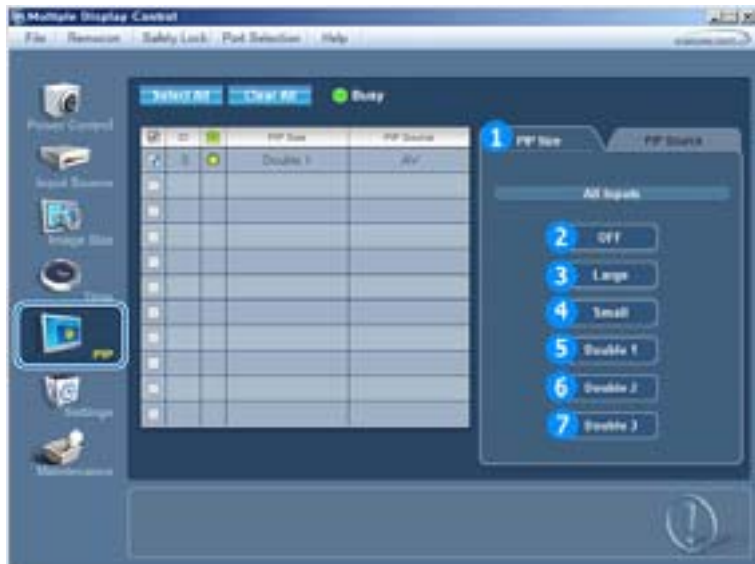 Multiple Display Control
File Remocon Safety Lock Port Selection Help
Select All Clear All Busy
Power Control
Input Source
Image Size
Time
PIP
Settings
Maintenance
ID PIP Size PIP Source
0 Double 1 AV
1 PIP Size PIP Source
All Inputs
2 OFF
3 Large
4 Small
5 Double 1
6 Double 2
7 Double 3